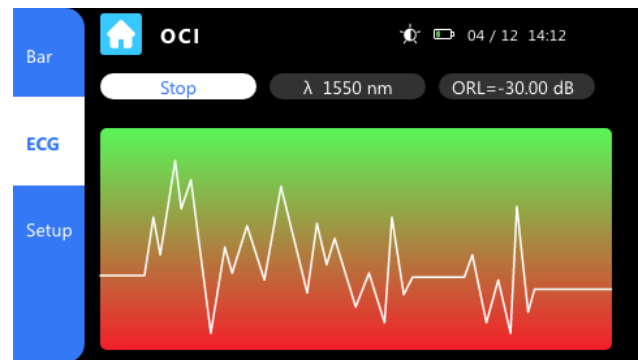 OCI
04 / 12 14:12
Bar
Stop
λ 1550 nm
ORL=-30.00 dB
ECG
Setup